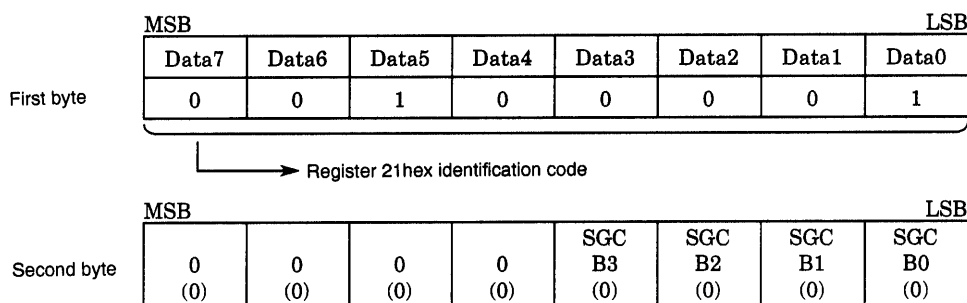 MSB LSB
Data7 Data6 Data5 Data4 Data3 Data2 Data1 Data0
First byte 0 0 1 0 0 0 0 1
Register 21hex identification code
MSB LSB
SGC SGC SGC SGC
Second byte 0 0 0 0 B3 B2 B1 B0
(0) (0) (0) (0) (0) (0) (0) (0)